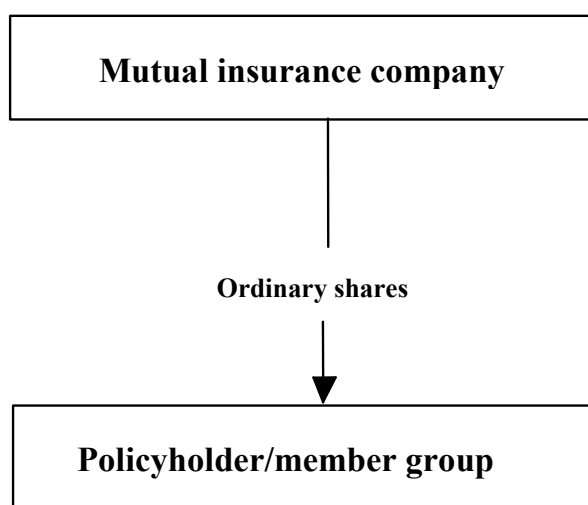 Mutual insurance company
Ordinary shares
Policyholder/member group